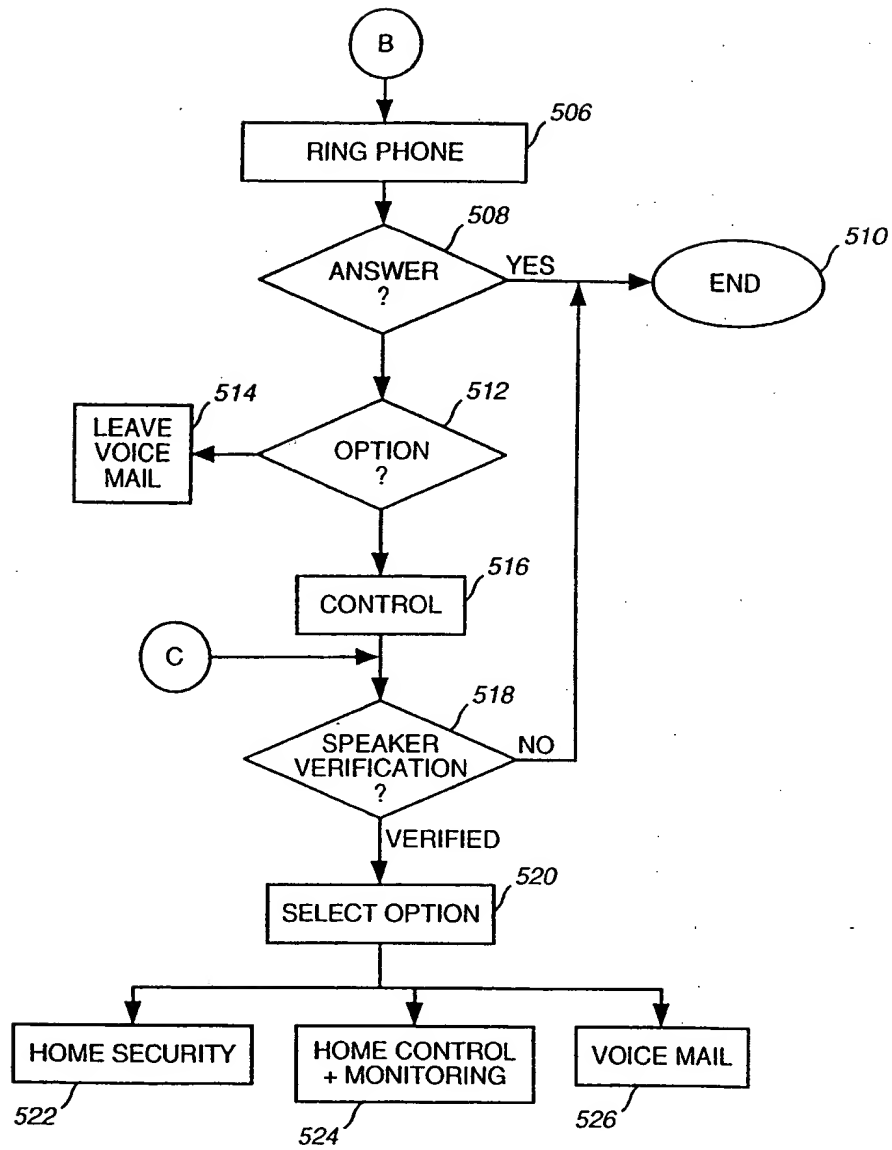 B
506
RING PHONE
508
ANSWER
?
YES
510
END
512
OPTION
?
514
LEAVE
VOICE
MAIL
516
CONTROL
C
518
SPEAKER
VERIFICATION
?
NO
VERIFIED
520
SELECT OPTION
HOME SECURITY
522
HOME CONTROL
+ MONITORING
524
VOICE MAIL
526